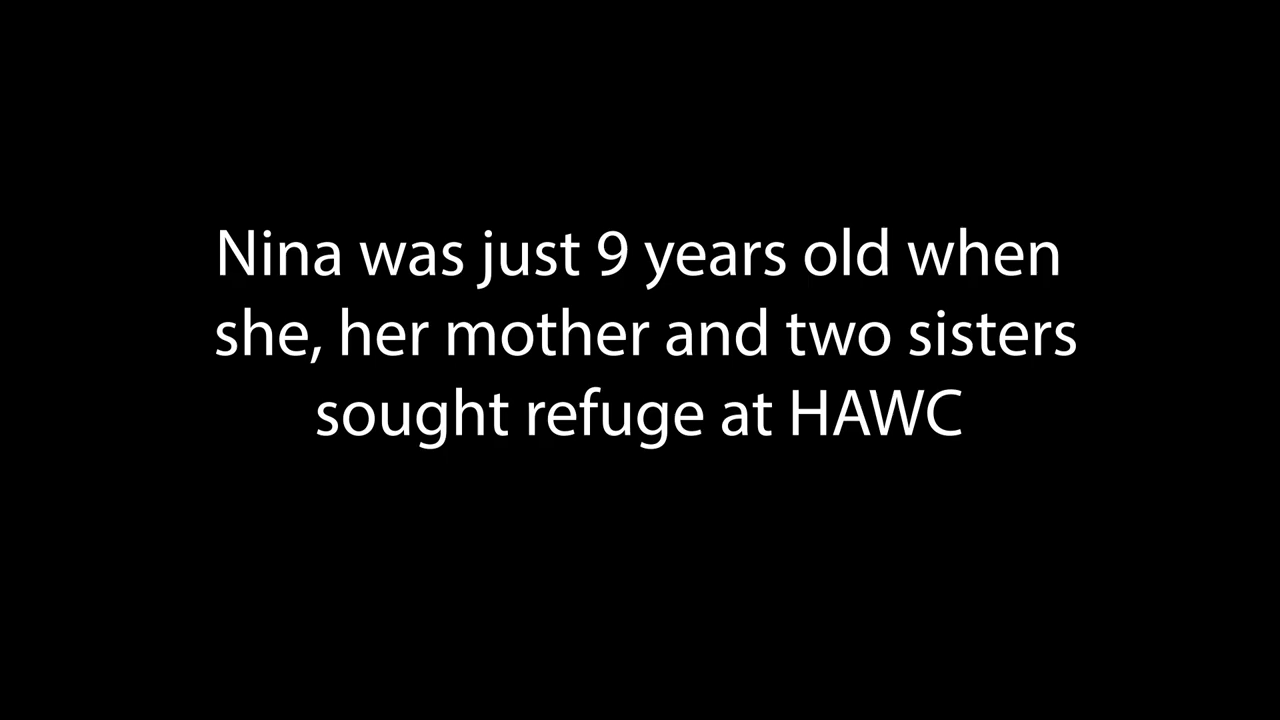 Nina was just 9 years old when
she, her mother and two sisters
sought refuge at HAWC